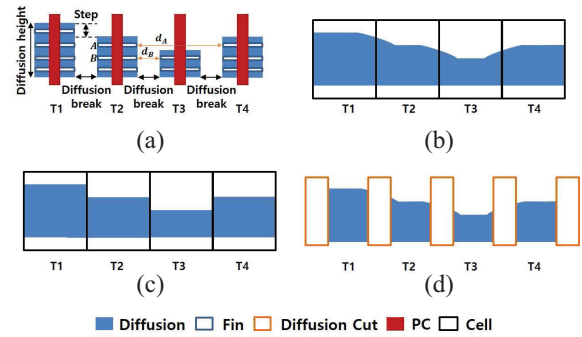 Diffusion height
Step
A
B
d_A
d_B
Diffusion break
Diffusion break
Diffusion break
T1 T2 T3 T4
(a)
T1 T2 T3 T4
(b)
T1 T2 T3 T4
(c)
T1 T2 T3 T4
(d)
Diffusion Fin Diffusion Cut PC Cell